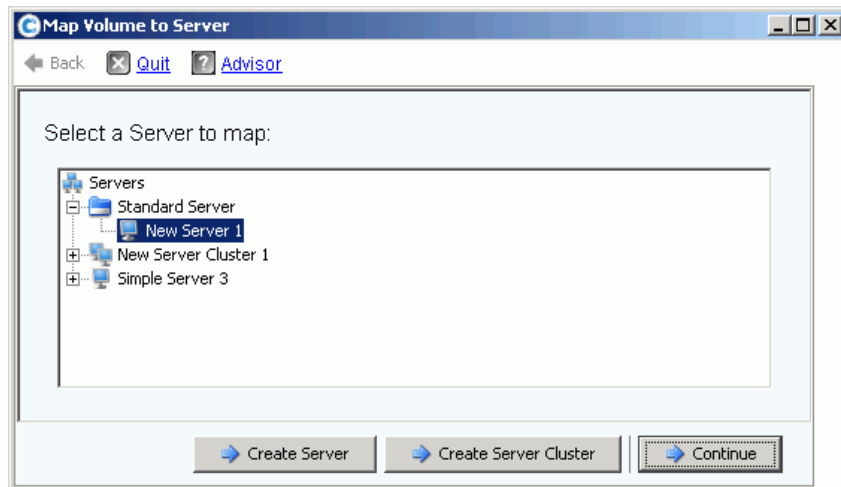 Map Volume to Server
Back Quit Advisor
Select a Server to map:
Servers
Standard Server
New Server 1
New Server Cluster 1
Simple Server 3
Create Server Create Server Cluster Continue